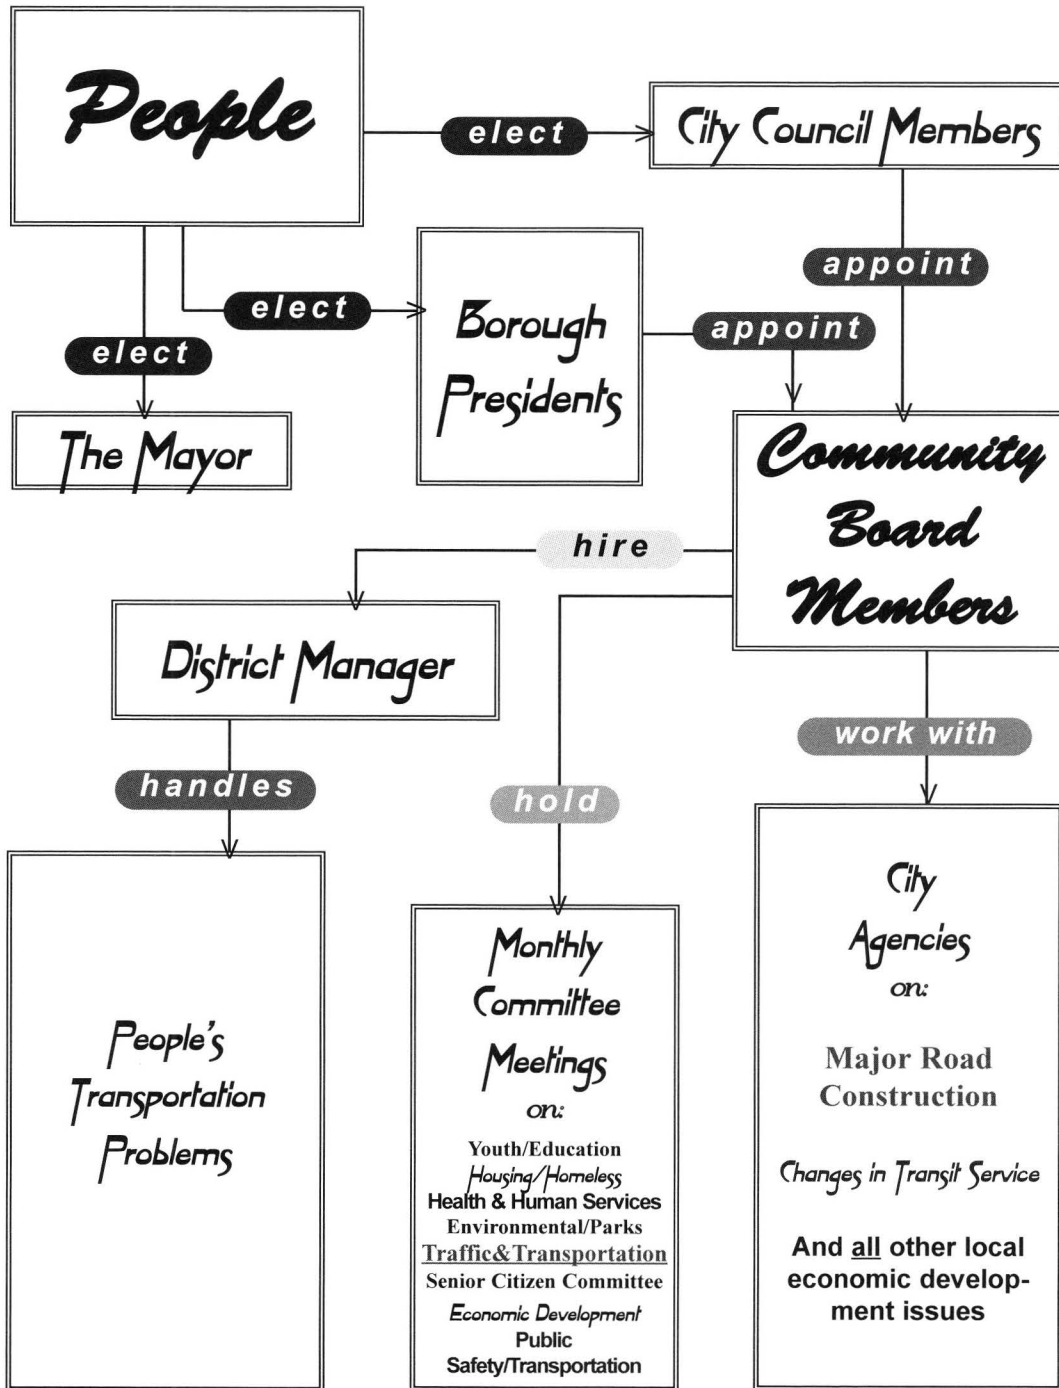 People
elect
City Council Members
appoint
elect
Borough
Presidents
appoint
elect
The Mayor
Community
Board
Members
hire
District Manager
work with
handles
hold
People's
Transportation
Problems
Monthly
Committee
Meetings
on:
Youth/Education
Housing/Homeless
Health & Human Services
Environmental/Parks
Traffic&Transportation
Senior Citizen Committee
Economic Development
Public
Safety/Transportation
City
Agencies
on:
Major Road
Construction
Changes in Transit Service
And all other local
economic develop-
ment issues